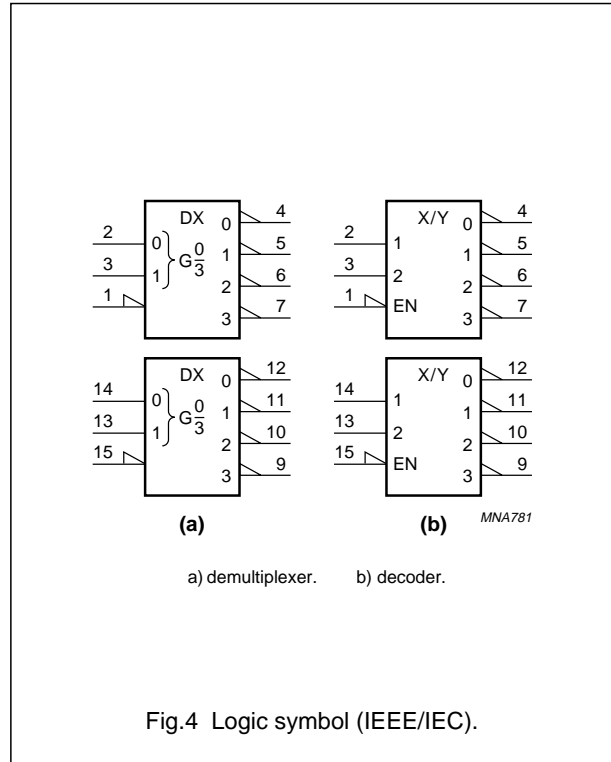 DX DX X/Y X/Y
2 0 0 4 2 1 0 4
3 1 G 0/3 1 5 3 2 1 5
1 2 6 1 EN 2 6
3 7 3 7
DX X/Y
14 0 0 12 14 1 0 12
13 1 G 0/3 1 11 13 2 1 11
15 2 10 15 EN 2 10
3 9 3 9
(a) (b) MNA781
a) demultiplexer. b) decoder.
Fig.4 Logic symbol (IEEE/IEC).